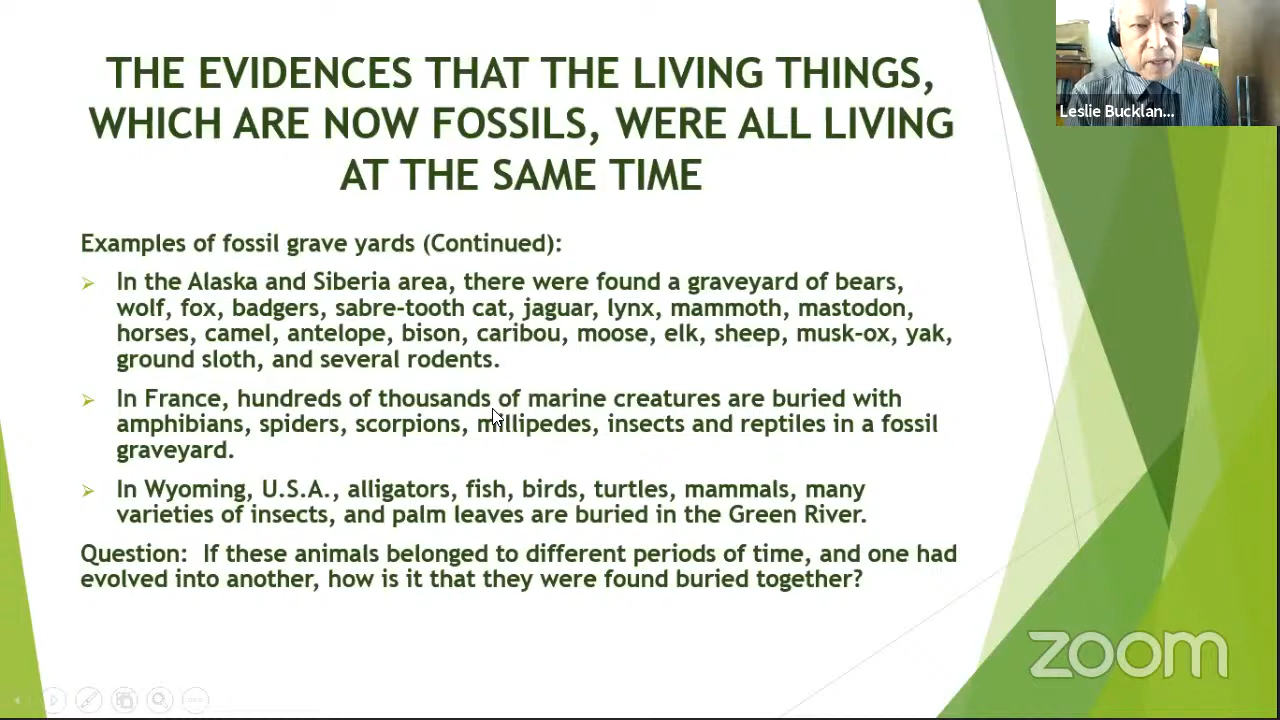 THE EVIDENCES THAT THE LIVING THINGS,
WHICH ARE NOW FOSSILS, WERE ALL LIVING
AT THE SAME TIME
Leslie Bucklan...
Examples of fossil grave yards (Continued):
In the Alaska and Siberia area, there were found a graveyard of bears,
wolf, fox, badgers, sabre-tooth cat, jaguar, lynx, mammoth, mastodon,
horses, camel, antelope, bison, caribou, moose, elk, sheep, musk-ox, yak,
ground sloth, and several rodents.
In France, hundreds of thousands of marine creatures are buried with
amphibians, spiders, scorpions, millipedes, insects and reptiles in a fossil
graveyard.
In Wyoming, U.S.A., alligators, fish, birds, turtles, mammals, many
varieties of insects, and palm leaves are buried in the Green River.
Question: If these animals belonged to different periods of time, and one had
evolved into another, how is it that they were found buried together?
zoom